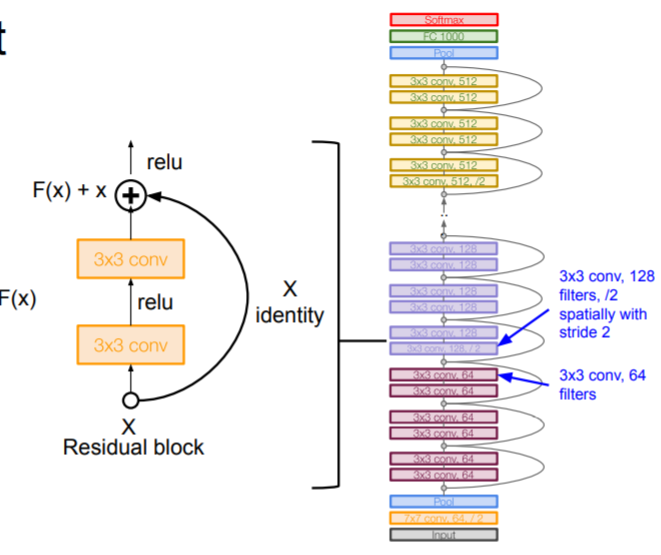 t
relu
F(x) + x
+
3x3 conv
F(x)
relu
3x3 conv
X
identity
X
Residual block
Softmax
FC 1000
Pool
3x3 conv, 512
3x3 conv, 512
3x3 conv, 512
3x3 conv, 512
3x3 conv, 512
3x3 conv, 512, /2
..
3x3 conv, 128
3x3 conv, 128
3x3 conv, 128
3x3 conv, 128
3x3 conv, 128
3x3 conv, 128, /2
3x3 conv, 64
3x3 conv, 64
3x3 conv, 64
3x3 conv, 64
3x3 conv, 64
3x3 conv, 64
Pool
7x7 conv, 64, /2
Input
3x3 conv, 128
filters, /2
spatially with
stride 2
3x3 conv, 64
filters